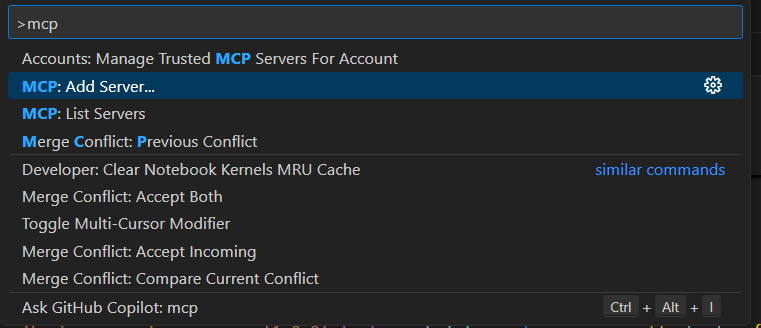 >mcp
Accounts: Manage Trusted MCP Servers For Account
MCP: Add Server...
MCP: List Servers
Merge Conflict: Previous Conflict
Developer: Clear Notebook Kernels MRU Cache similar commands
Merge Conflict: Accept Both
Toggle Multi-Cursor Modifier
Merge Conflict: Accept Incoming
Merge Conflict: Compare Current Conflict
Ask GitHub Copilot: mcp Ctrl + Alt + I